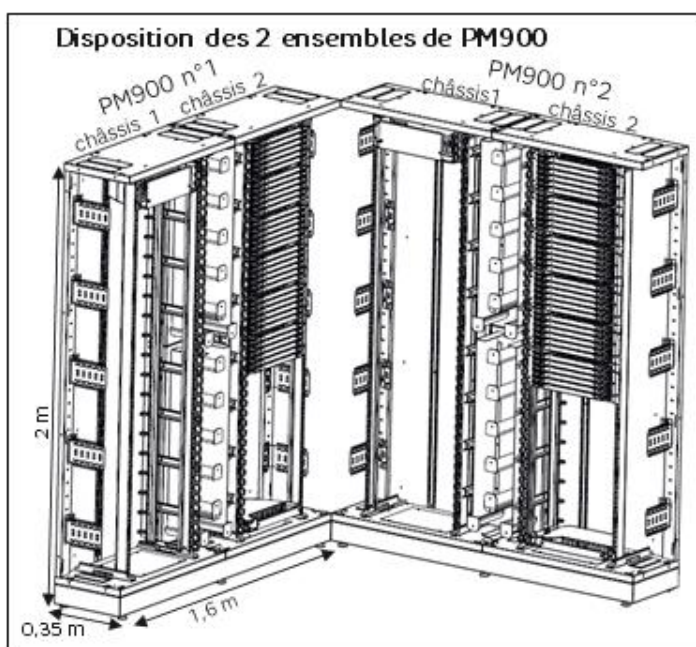 Disposition des 2 ensembles de PM900
PM900 n°1
châssis 1
châssis 2
PM900 n°2
châssis1
châssis 2
2 m
1,6 m
0,35 m